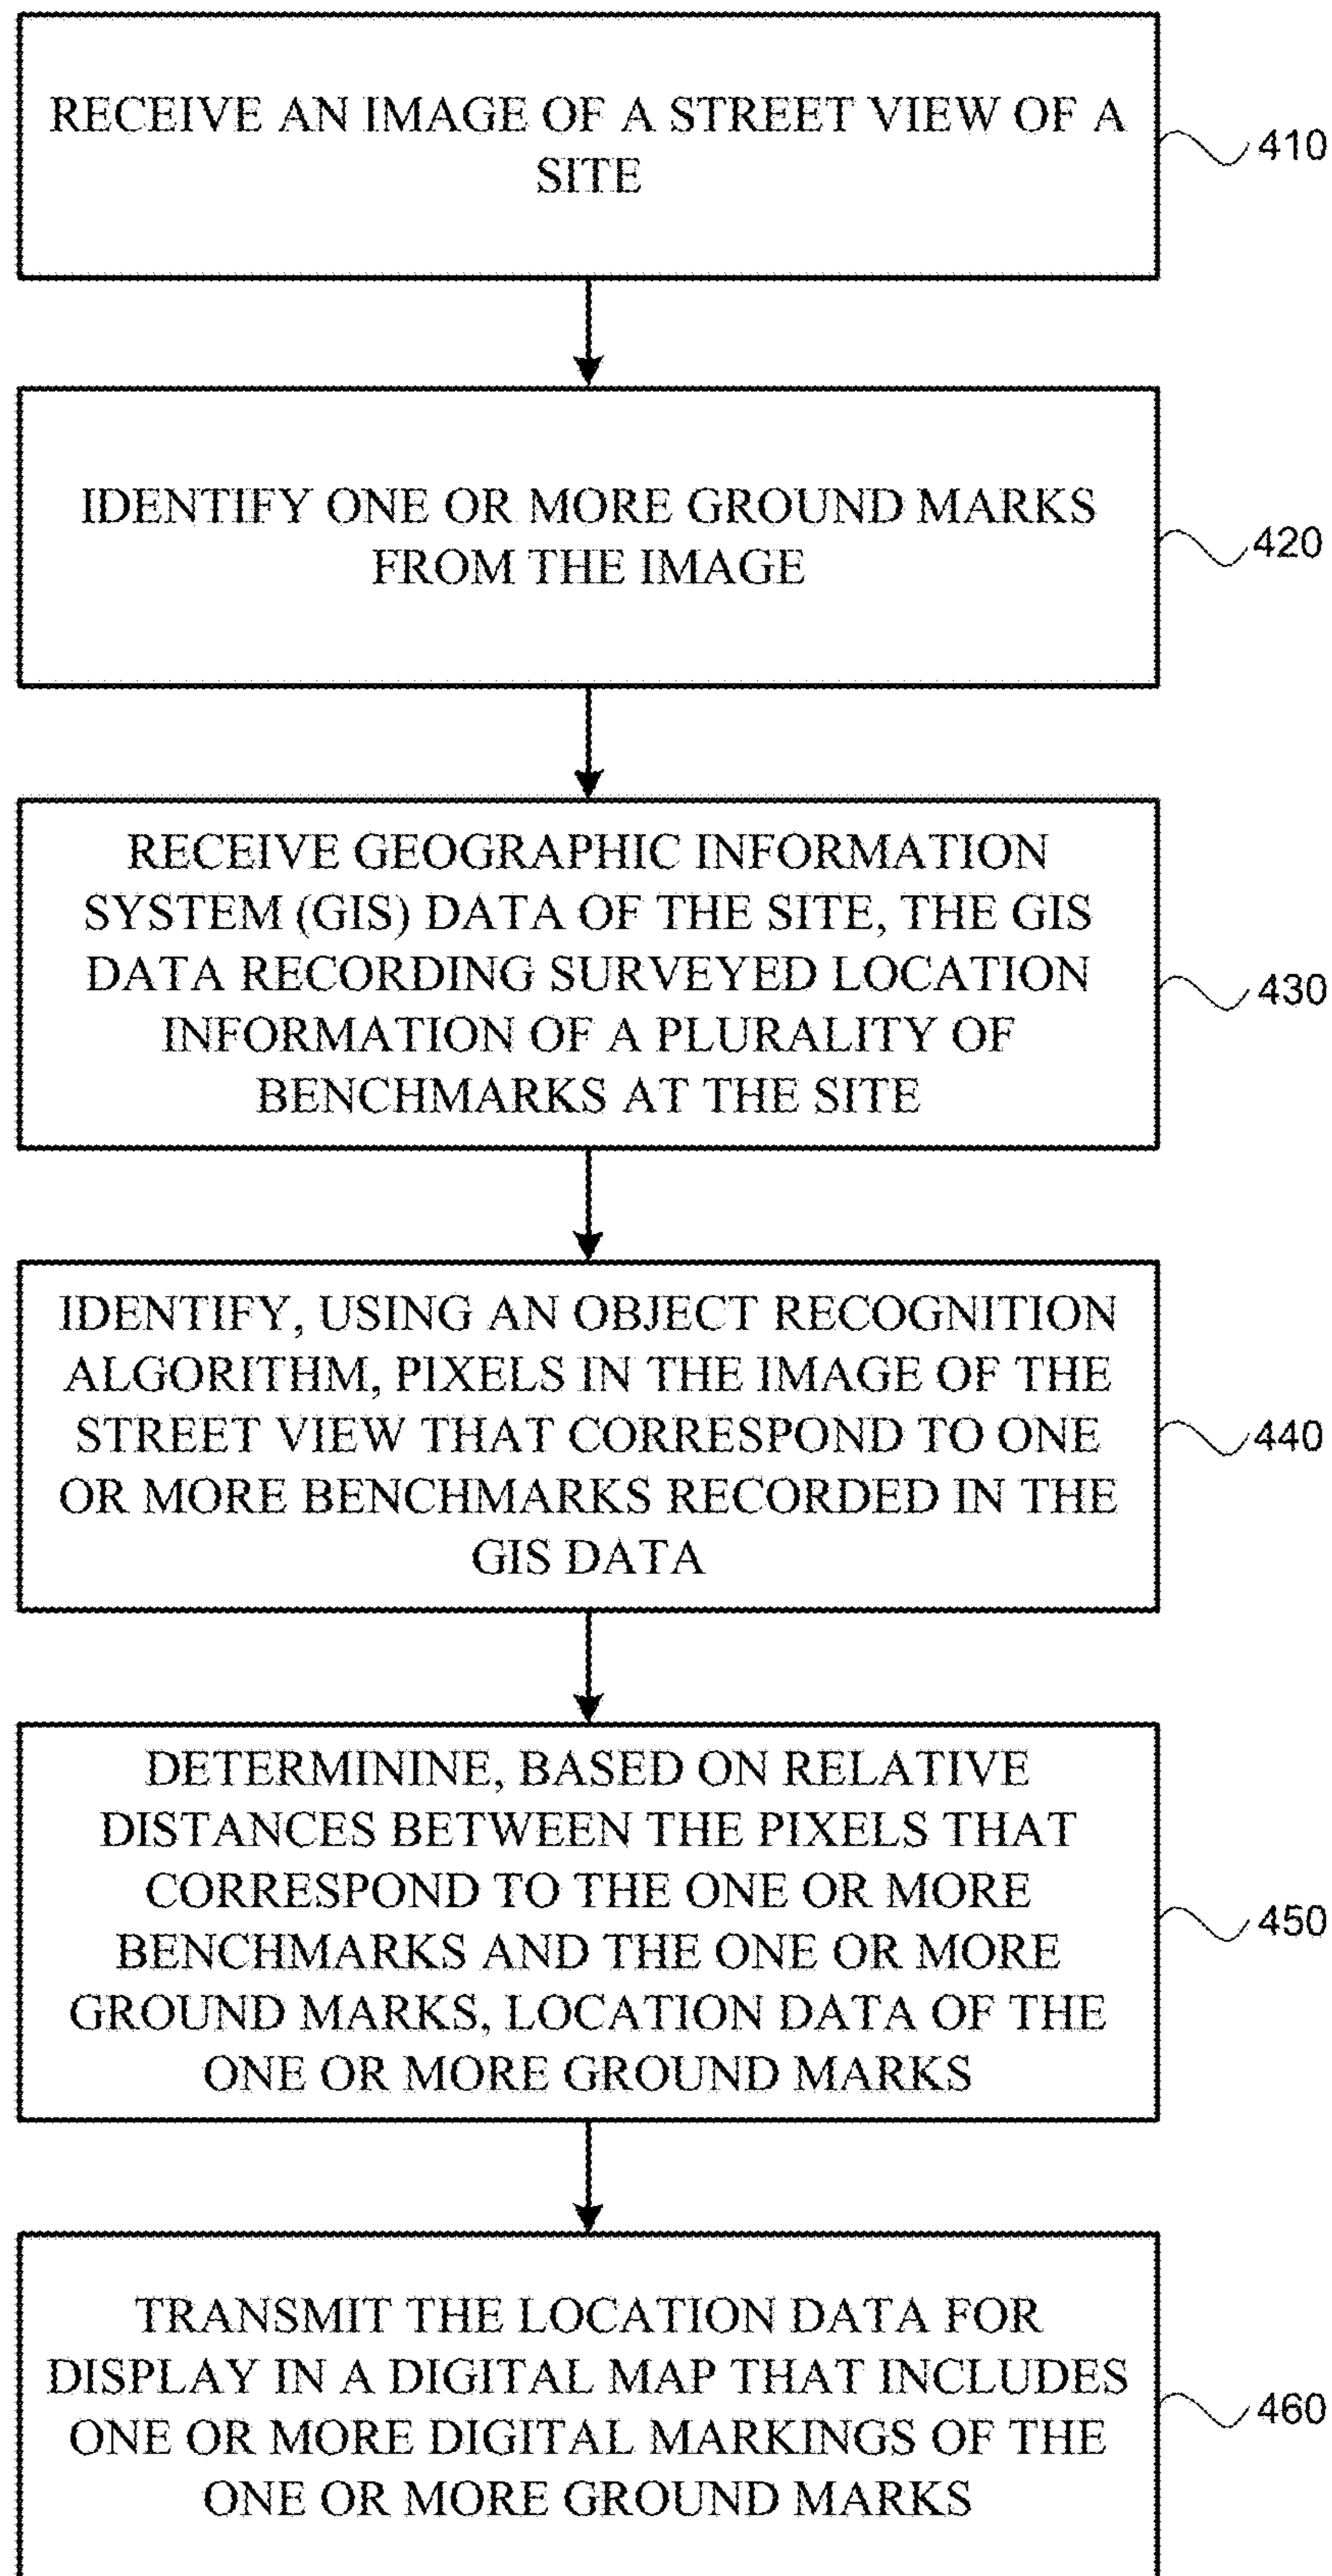 RECEIVE AN IMAGE OF A STREET VIEW OF A
SITE
410
IDENTIFY ONE OR MORE GROUND MARKS
FROM THE IMAGE
420
RECEIVE GEOGRAPHIC INFORMATION
SYSTEM (GIS) DATA OF THE SITE, THE GIS
DATA RECORDING SURVEYED LOCATION
INFORMATION OF A PLURALITY OF
BENCHMARKS AT THE SITE
430
IDENTIFY, USING AN OBJECT RECOGNITION
ALGORITHM, PIXELS IN THE IMAGE OF THE
STREET VIEW THAT CORRESPOND TO ONE
OR MORE BENCHMARKS RECORDED IN THE
GIS DATA
440
DETERMININE, BASED ON RELATIVE
DISTANCES BETWEEN THE PIXELS THAT
CORRESPOND TO THE ONE OR MORE
BENCHMARKS AND THE ONE OR MORE
GROUND MARKS, LOCATION DATA OF THE
ONE OR MORE GROUND MARKS
450
TRANSMIT THE LOCATION DATA FOR
DISPLAY IN A DIGITAL MAP THAT INCLUDES
ONE OR MORE DIGITAL MARKINGS OF THE
ONE OR MORE GROUND MARKS
460